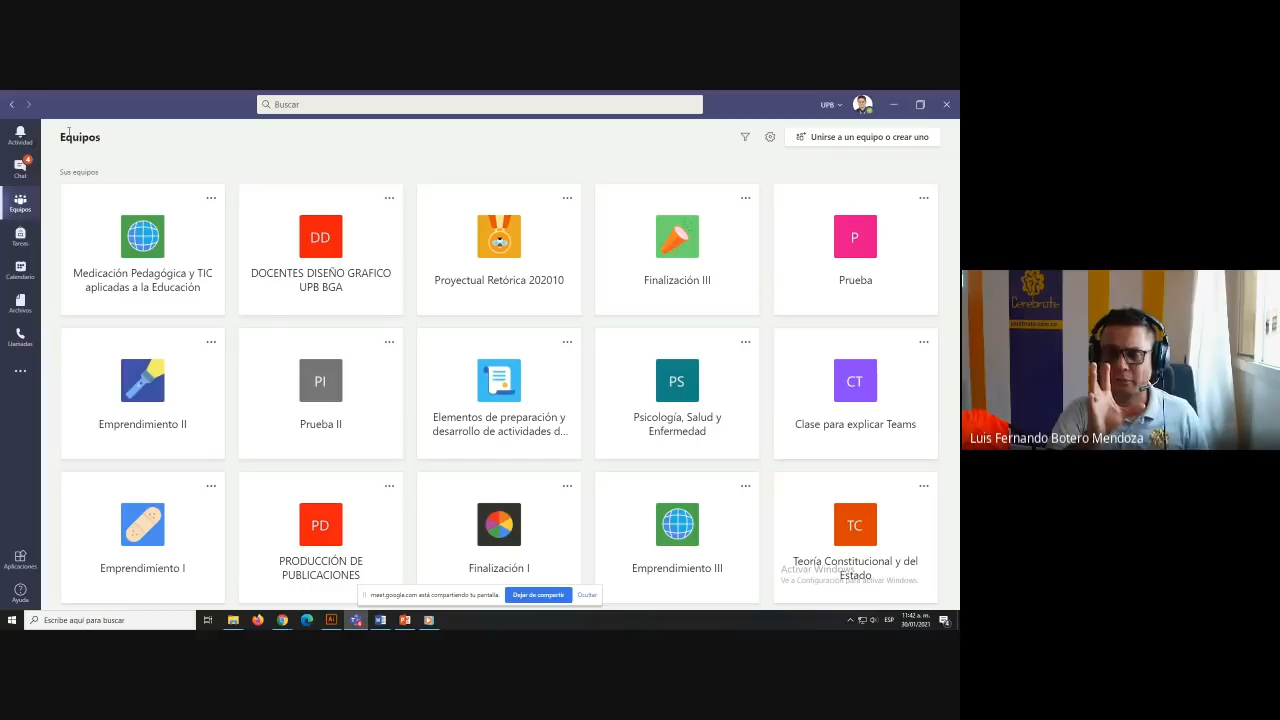 Buscar
UPB
Equipos
Unirse a un equipo o crear uno
Sus equipos
Actividad
4
Chat
Equipos
Tareas
Calendario
Archivos
Llamadas
Aplicaciones
Ayuda
Medicación Pedagógica y TIC
aplicadas a la Educación
DD
DOCENTES DISEÑO GRAFICO
UPB BGA
Proyectual Retórica 202010
Finalización III
P
Prueba
Emprendimiento II
PI
Prueba II
Elementos de preparación y
desarrollo de actividades d...
PS
Psicología, Salud y
Enfermedad
CT
Clase para explicar Teams
Emprendimiento I
PD
PRODUCCIÓN DE
PUBLICACIONES
Finalización I
Emprendimiento III
TC
Teoría Constitucional y del
Estado
Activar Windows
Ve a Configuración para activar Windows.
meet.google.com está compartiendo tu pantalla.
Dejar de compartir
Ocultar
Escribe aquí para buscar
ESP
11:42 a. m.
30/01/2021
Cerebrate
Luis Fernando Botero Mendoza